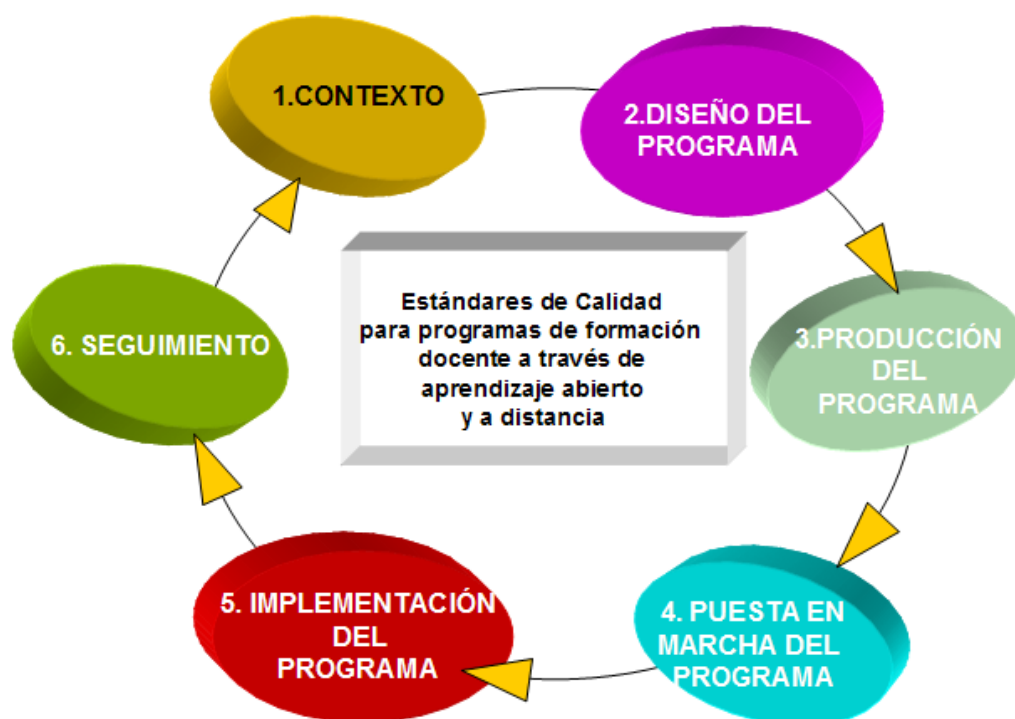 1.CONTEXTO
2.DISEÑO DEL
PROGRAMA
3.PRODUCCIÓN
DEL
PROGRAMA
4. PUESTA EN
MARCHA DEL
PROGRAMA
5. IMPLEMENTACIÓN
DEL
PROGRAMA
6. SEGUIMIENTO
Estándares de Calidad
para programas de formación
docente a través de
aprendizaje abierto
y a distancia